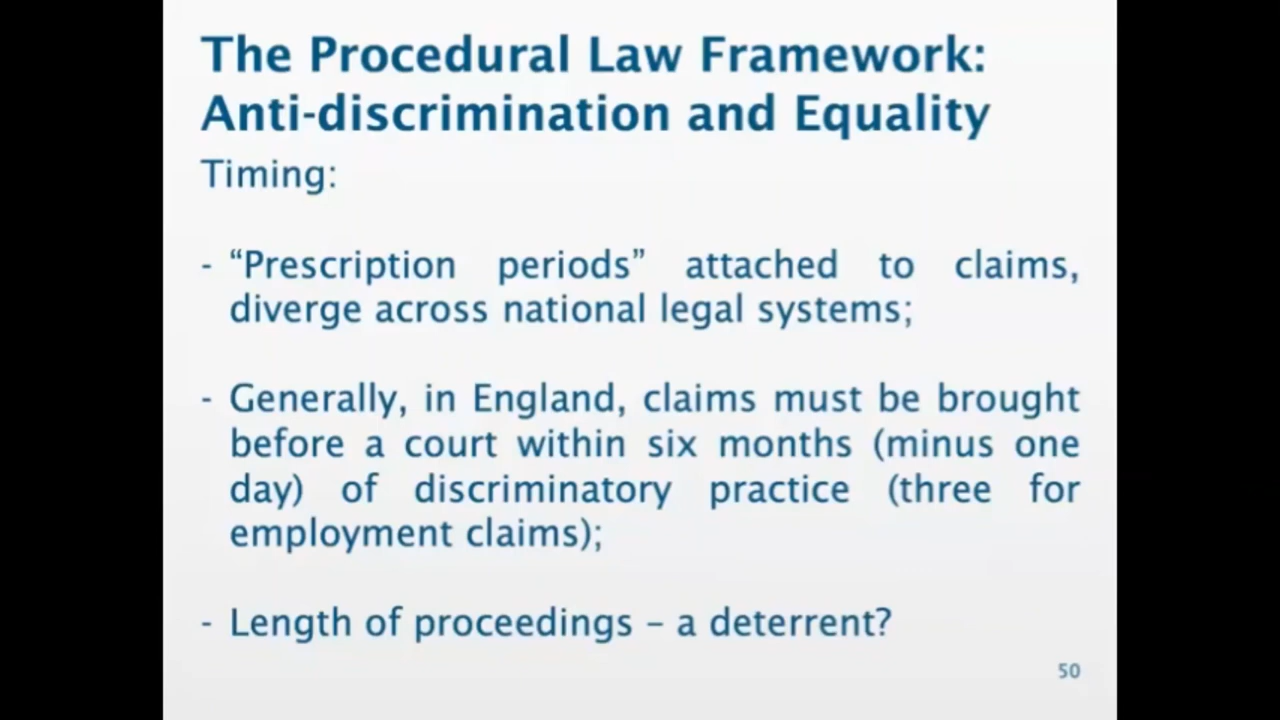 The Procedural Law Framework:
Anti-discrimination and Equality
Timing:
- “Prescription periods” attached to claims,
diverge across national legal systems;
- Generally, in England, claims must be brought
before a court within six months (minus one
day) of discriminatory practice (three for
employment claims);
- Length of proceedings – a deterrent?
50